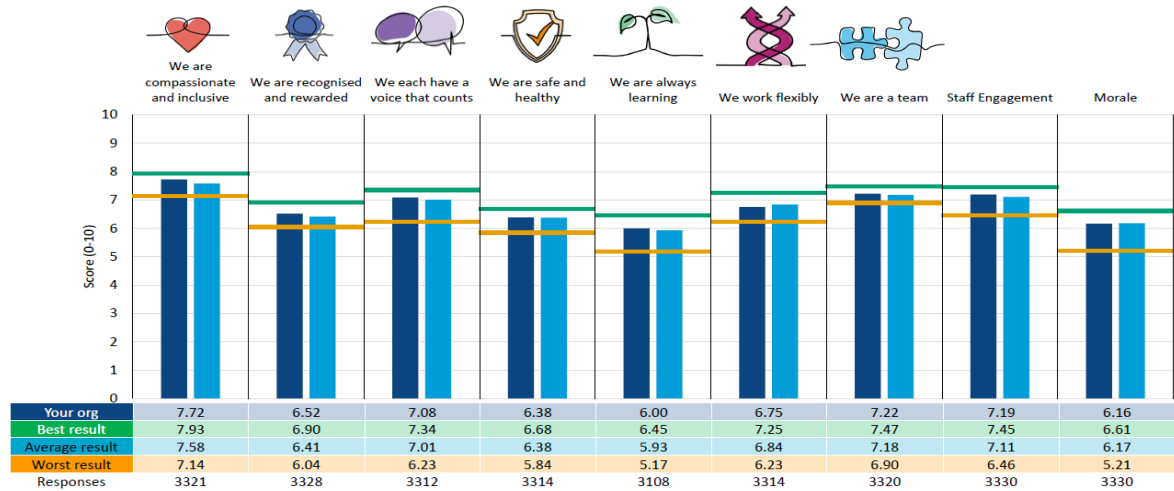 We are
compassionate
and inclusive
We are recognised
and rewarded
We each have a
voice that counts
We are safe and
healthy
We are always
learning
We work flexibly
We are a team
Staff Engagement
Morale
Score (0-10)
10
9
8
7
6
5
4
3
2
1
0
Your org 7.72 6.52 7.08 6.38 6.00 6.75 7.22 7.19 6.16
Best result 7.93 6.90 7.34 6.68 6.45 7.25 7.47 7.45 6.61
Average result 7.58 6.41 7.01 6.38 5.93 6.84 7.18 7.11 6.17
Worst result 7.14 6.04 6.23 5.84 5.17 6.23 6.90 6.46 5.21
Responses 3321 3328 3312 3314 3108 3314 3320 3330 3330